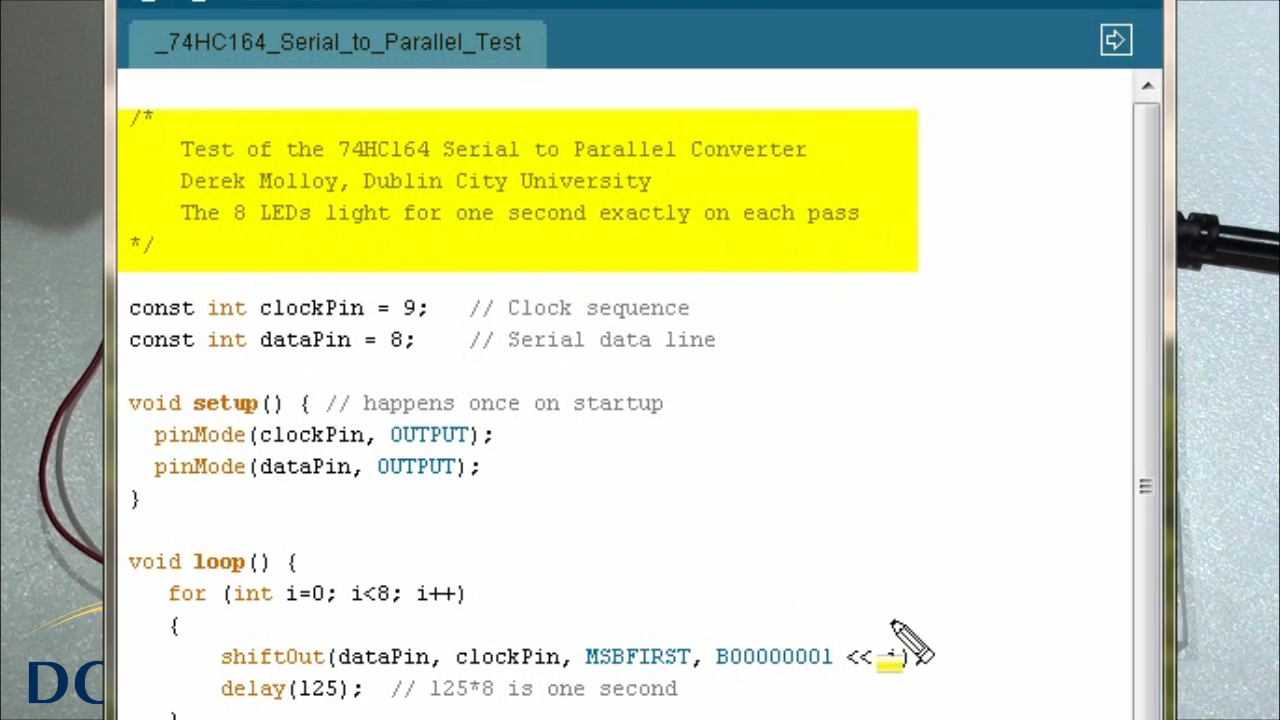 _74HC164_Serial_to_Parallel_Test
/*
Test of the 74HC164 Serial to Parallel Converter
Derek Molloy, Dublin City University
The 8 LEDs light for one second exactly on each pass
*/
const int clockPin = 9;   // Clock sequence
const int dataPin = 8;    // Serial data line
void setup() { // happens once on startup
pinMode(clockPin, OUTPUT);
pinMode(dataPin, OUTPUT);
}
void loop() {
for (int i=0; i<8; i++)
{
shiftOut(dataPin, clockPin, MSBFIRST, B00000001 << i)
delay(125);  // 125*8 is one second
}
DC